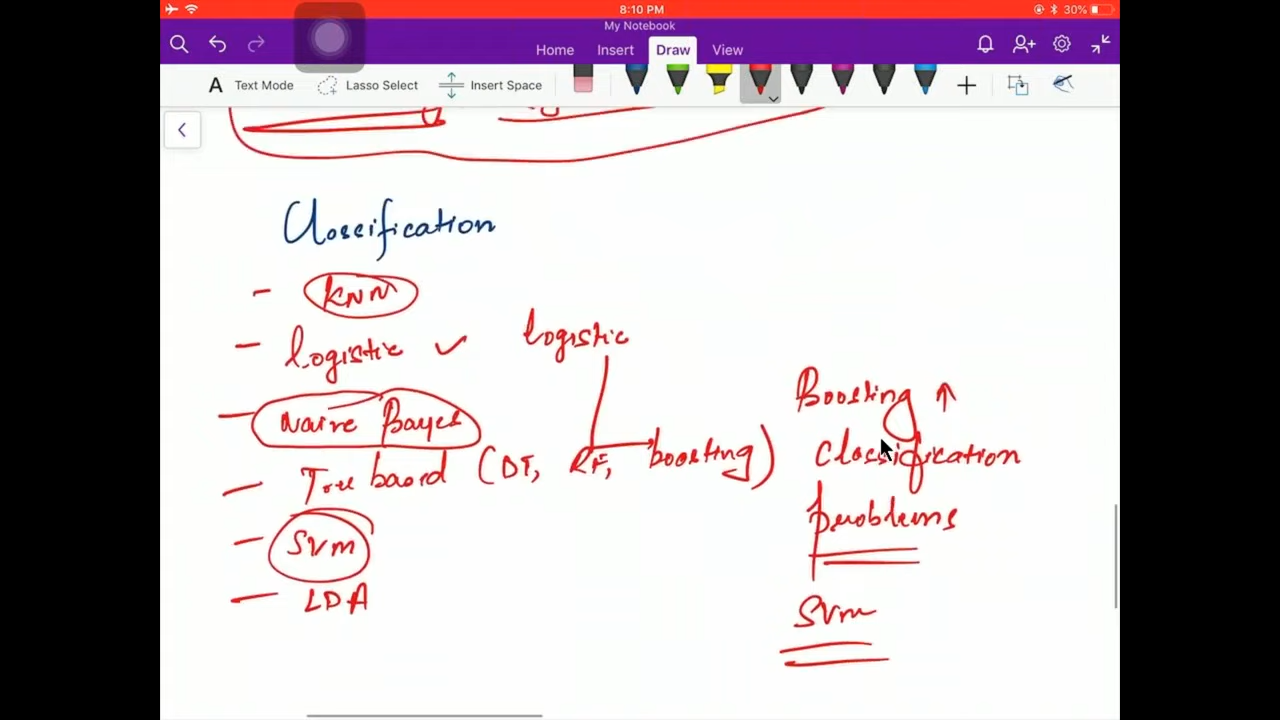 8:10 PM
30%
My Notebook
Home Insert Draw View
Text Mode Lasso Select Insert Space
Classification
- KNN
- logistic ✓ logistic
- Naive Bayes
- Tree based (DT, RF, boosting)
- SVM
- LDA
Boosting ↑
Classification
problems
SVM